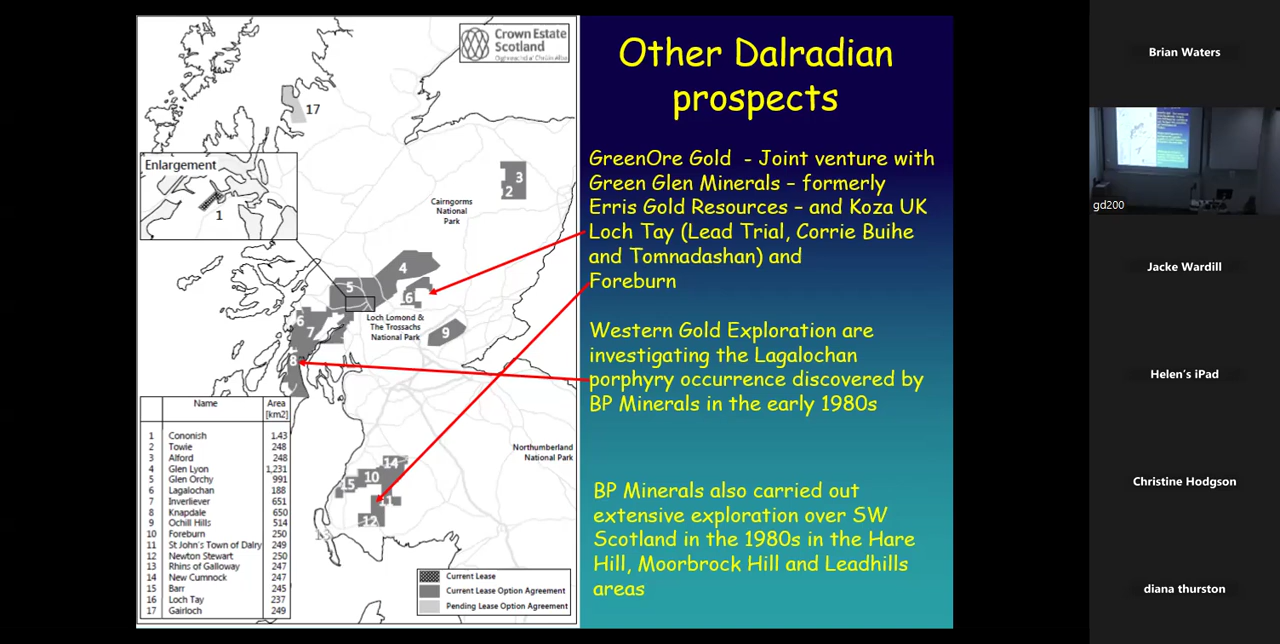 Crown Estate
Scotland
17
Enlargement
1
3
2
Cairngorms
National
Park
4
5
16
Loch Lomond &
The Trossachs
National Park
6
7
9
8
Name
Area
[km2]
1 Cononish 1.43
2 Towie 248
3 Alford 248
4 Glen Lyon 1,231
5 Glen Orchy 991
6 Lagalochan 188
7 Inverliever 651
8 Knapdale 650
9 Ochill Hills 514
10 Foreburn 250
11 St John's Town of Dalry 249
12 Newton Stewart 250
13 Rhins of Galloway 247
14 New Cumnock 247
15 Barr 245
16 Loch Tay 237
17 Gairloch 249
Northumberland
National Park
14
10
15
11
12
13
Current Lease
Current Lease Option Agreement
Pending Lease Option Agreement
Other Dalradian
prospects
GreenOre Gold - Joint venture with
Green Glen Minerals – formerly
Erris Gold Resources – and Koza UK
Loch Tay (Lead Trial, Corrie Buihe
and Tomnadashan) and
Foreburn
Western Gold Exploration are
investigating the Lagalochan
porphyry occurrence discovered by
BP Minerals in the early 1980s
BP Minerals also carried out
extensive exploration over SW
Scotland in the 1980s in the Hare
Hill, Moorbrock Hill and Leadhills
areas
Brian Waters
gd200
Jacke Wardill
Helen's iPad
Christine Hodgson
diana thurston